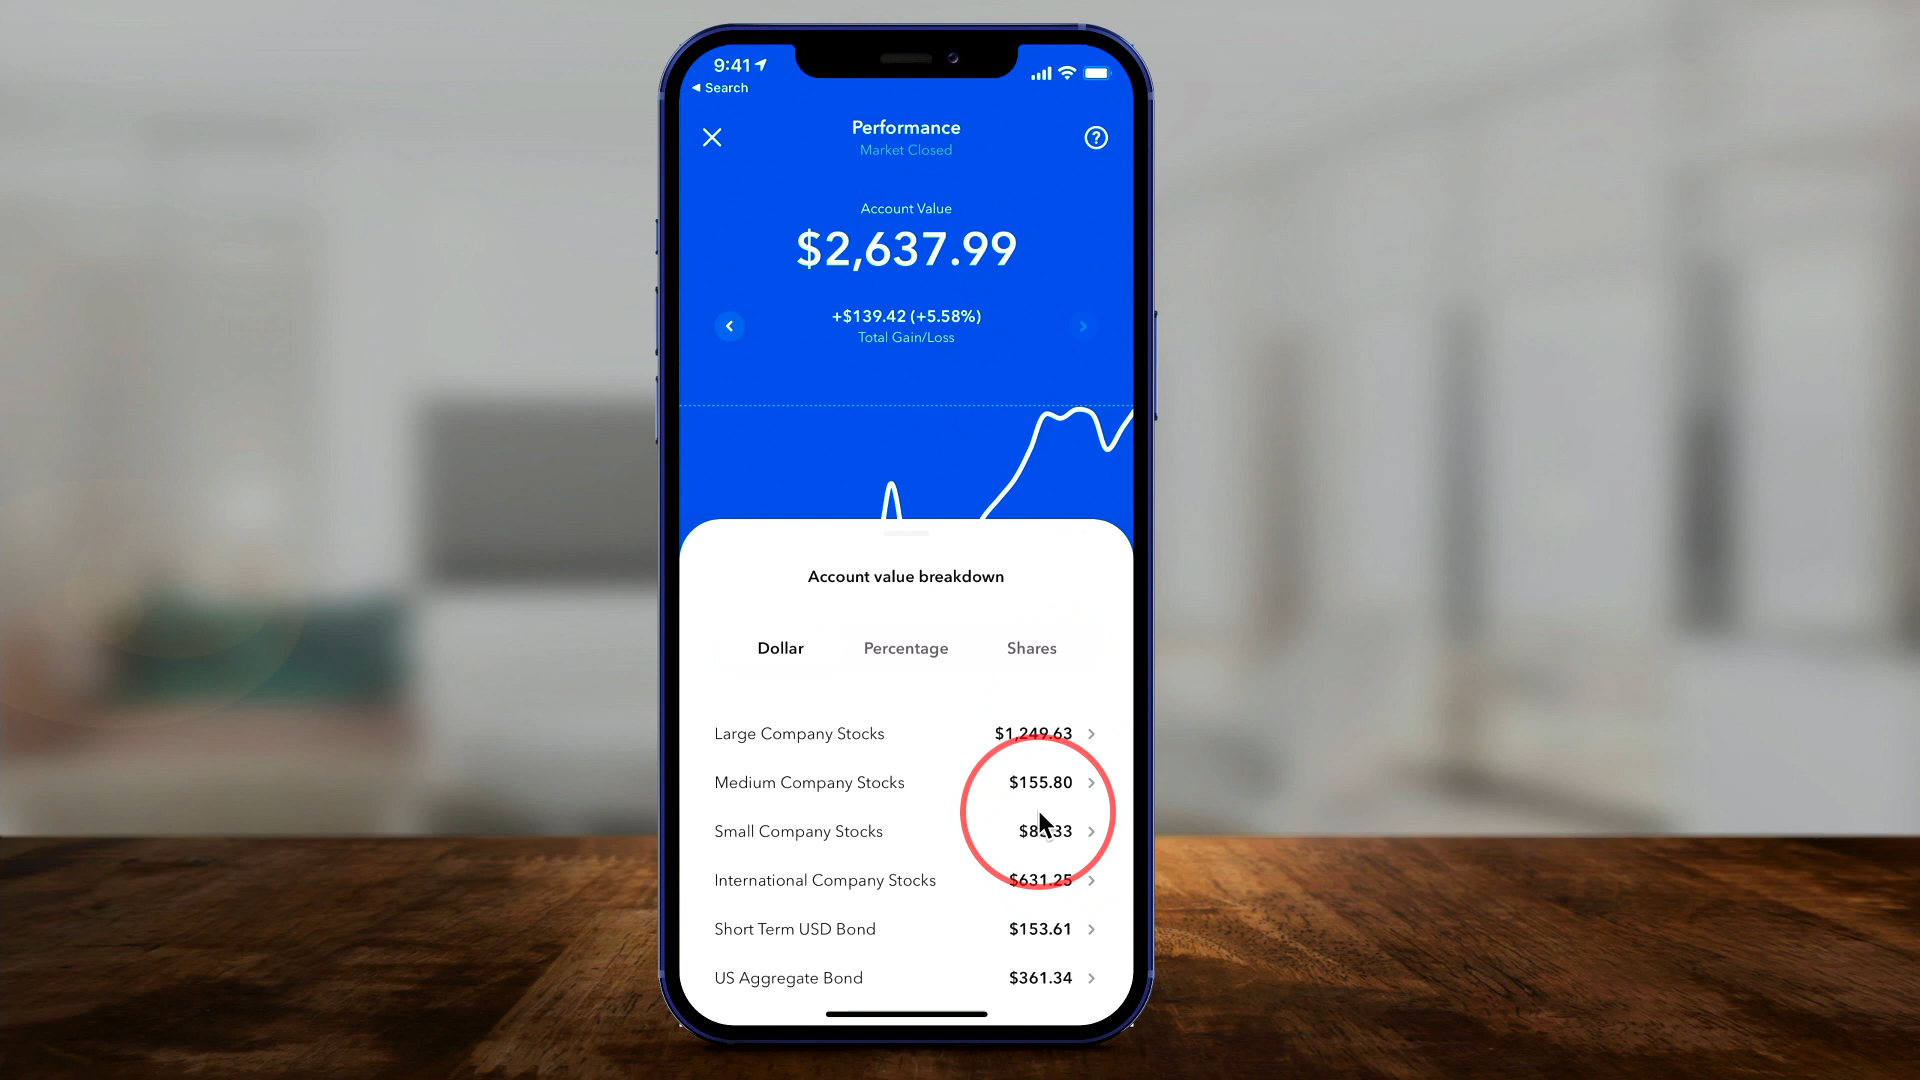 9:41
Search
Performance
Market Closed
Account Value
$2,637.99
+$139.42 (+5.58%)
Total Gain/Loss
Account value breakdown
Dollar Percentage Shares
Large Company Stocks $1,249.63
Medium Company Stocks $155.80
Small Company Stocks
International Company Stocks $631.25
Short Term USD Bond $153.61
US Aggregate Bond $361.34